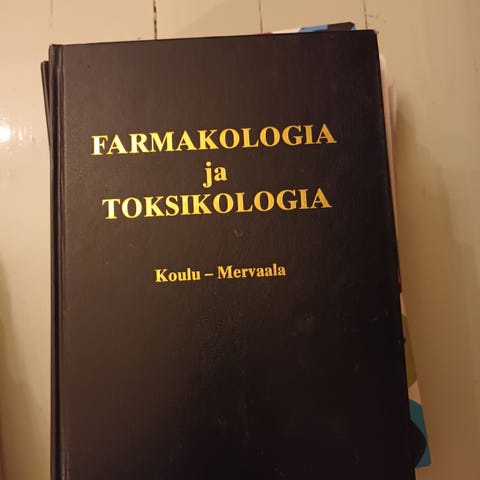 FARMAKOLOGIA
ja
TOKSIKOLOGIA
Koulu – Mervaala